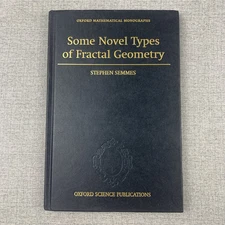 OXFORD MATHEMATICAL MONOGRAPHS
Some Novel Types
of Fractal Geometry
STEPHEN SEMMES
OXFORD SCIENCE PUBLICATIONS